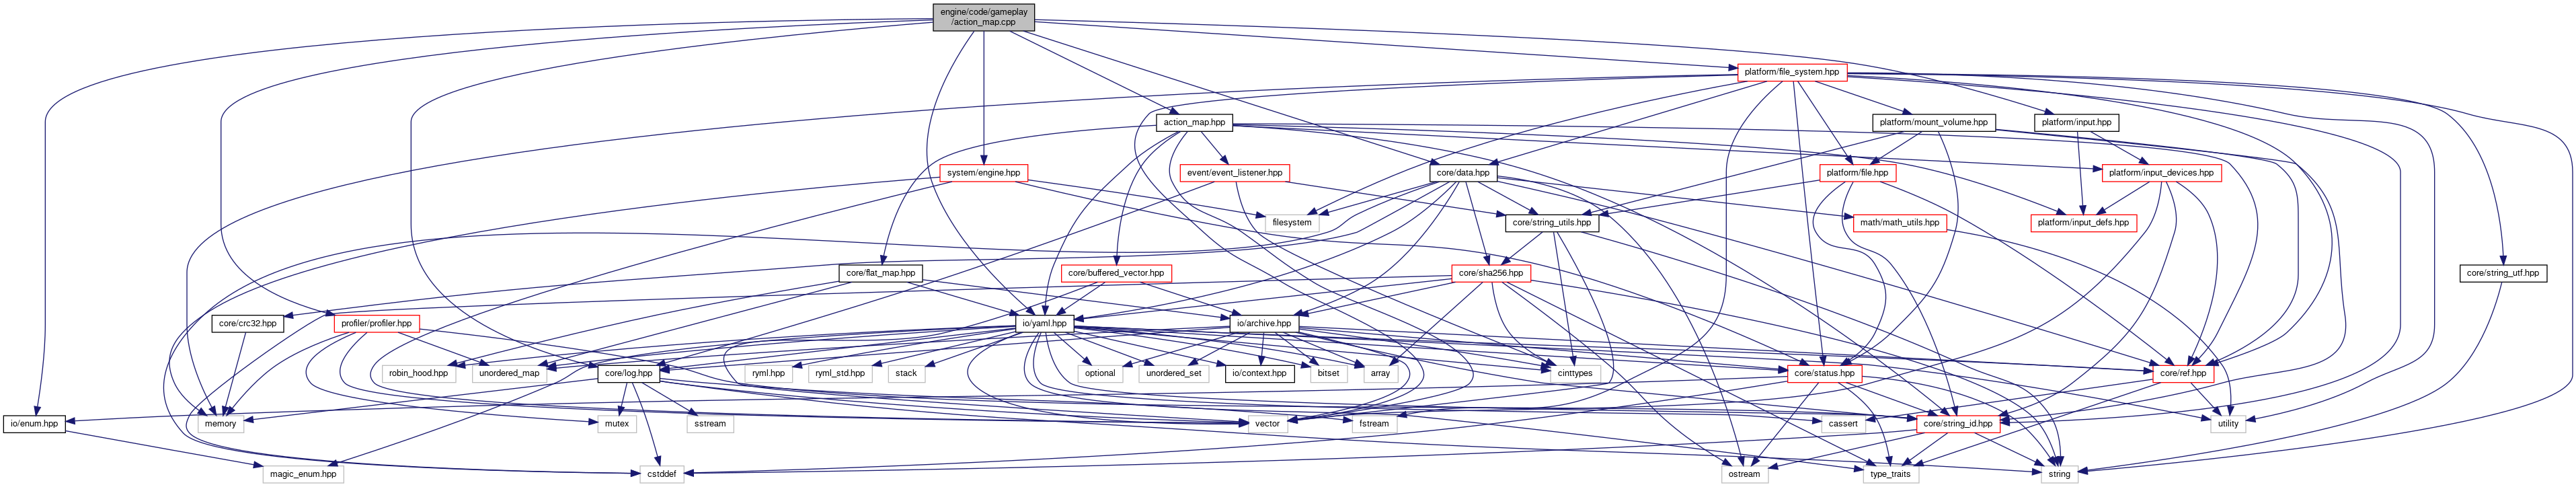 engine/code/gameplay
/action_map.cpp
platform/file_system.hpp
action_map.hpp
platform/mount_volume.hpp
platform/input.hpp
system/engine.hpp
event/event_listener.hpp
core/data.hpp
platform/file.hpp
platform/input_devices.hpp
filesystem
core/string_utils.hpp
math/math_utils.hpp
platform/input_defs.hpp
core/flat_map.hpp
core/buffered_vector.hpp
core/sha256.hpp
core/string_utf.hpp
core/crc32.hpp
profiler/profiler.hpp
io/yaml.hpp
io/archive.hpp
robin_hood.hpp
unordered_map
core/log.hpp
ryml.hpp
ryml_std.hpp
stack
optional
unordered_set
io/context.hpp
bitset
array
cinttypes
core/status.hpp
core/ref.hpp
io/enum.hpp
memory
mutex
sstream
vector
fstream
cassert
core/string_id.hpp
utility
magic_enum.hpp
cstddef
ostream
type_traits
string